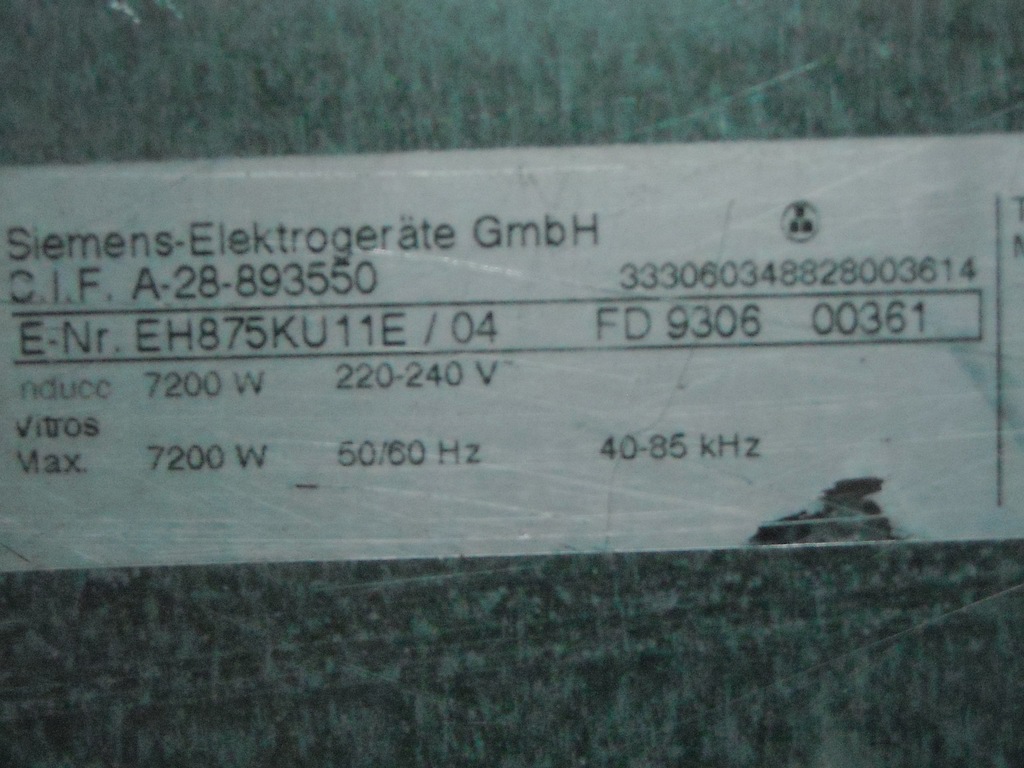 Siemens-Elektrogeräte GmbH
C.I.F. A-28-893550 333060348828003614
E-Nr. EH875KU11E / 04 FD 9306 00361
nducc 7200 W 220-240 V
Vitros
Max. 7200 W 50/60 Hz 40-85 kHz